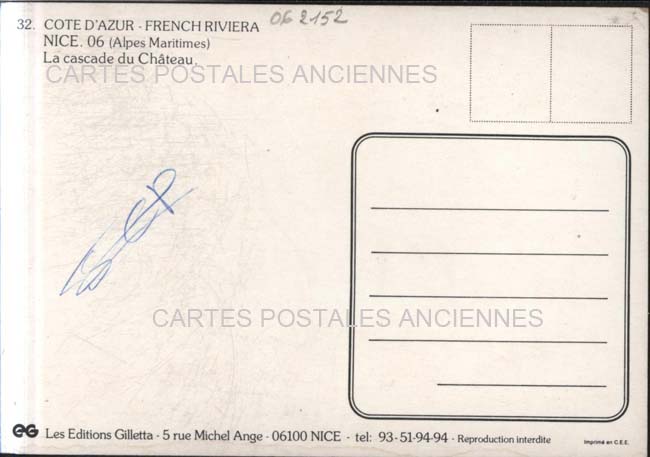 06 2152
32. COTE D'AZUR - FRENCH RIVIERA
NICE. 06 (Alpes Maritimes)
La cascade du Château.
CARTES POSTALES ANCIENNES
CARTES POSTALES ANCIENNES
EG Les Editions Gilletta - 5 rue Michel Ange - 06100 NICE - tel: 93-51-94-94 - Reproduction interdite
Imprimé en C.E.E.